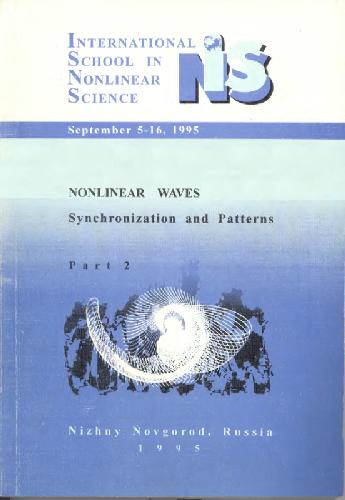 INTERNATIONAL
SCHOOL IN
NONLINEAR
SCIENCE
NIS
September 5-16, 1995
NONLINEAR WAVES
Synchronization and Patterns
Part 2
Nizhny Novgorod, Russia
1995